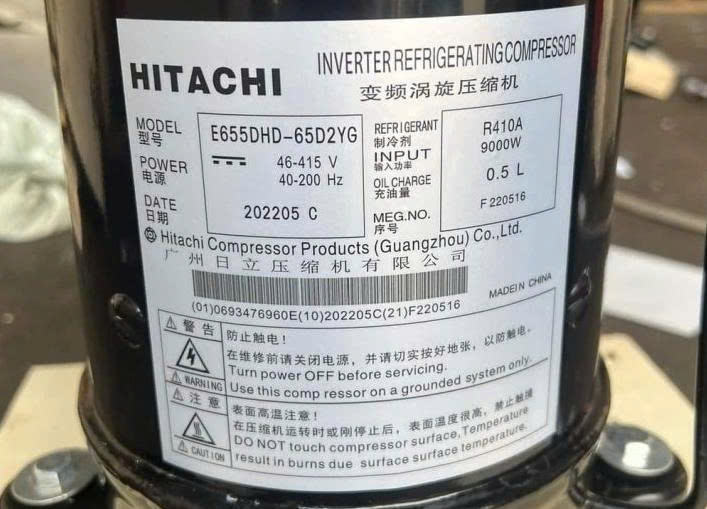 HITACHI
INVERTER REFRIGERATING COMPRESSOR
变频涡旋压缩机
MODEL 型号 E655DHD-65D2YG
POWER 电源 46-415 V
40-200 Hz
DATE 日期 202205 C
REFRIGERANT 制冷剂 R410A
INPUT 输入功率 9000W
OIL CHARGE 充油量 0.5 L
MEG.NO. 序号 F220516
Hitachi Compressor Products (Guangzhou) Co.,Ltd.
广州日立压缩机有限公司
MADE IN CHINA
(01)0693476960E(10)202205C(21)F220516
警告 防止触电！
在维修前请关闭电源，并请切实按好地张，以防触电.
Turn power OFF before servicing.
WARNING Use this comp ressor on a grounded system only.
注意 表面高温注意！
在压缩机运转时或刚停止后，表面温度很高，禁止触摸
DO NOT touch compressor surface, Temperature
CAUTION result in burns due surface surface temperature.